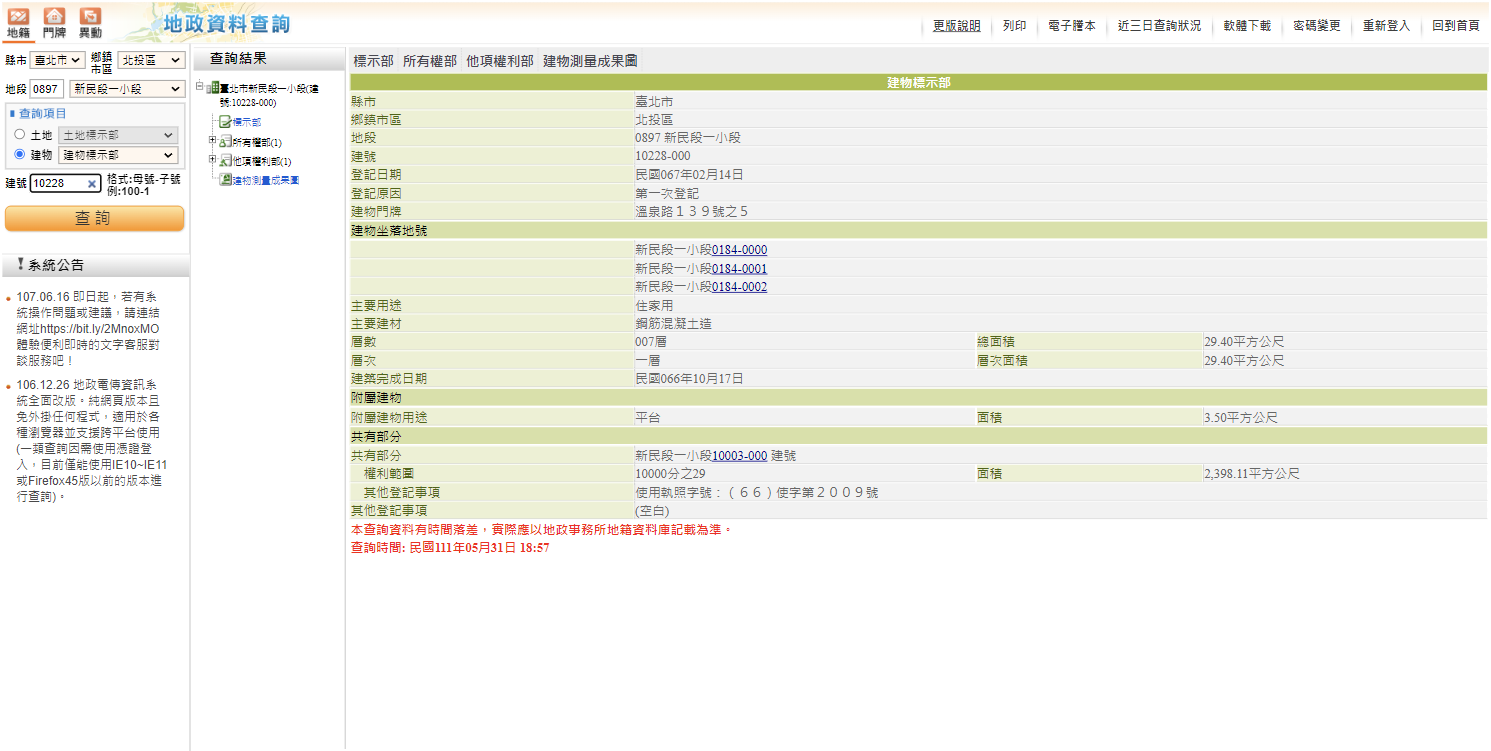 地籍 門牌 異動
地政資料查詢
更版說明 列印 電子謄本 近三日查詢狀況 軟體下載 密碼變更 重新登入 回到首頁
縣市 臺北市 鄉鎮市區 北投區
地段 0897 新民段一小段
查詢項目
土地 土地標示部
建物 建物標示部
建號 10228 格式:母號-子號
例:100-1
查詢
系統公告
107.06.16 即日起，若有系
統操作問題或建議，請連結
網址https://bit.ly/2MnoxMO
體驗便利即時的文字客服對
談服務吧！
106.12.26 地政電傳資訊系
統全面改版。純網頁版本且
免外掛任何程式，適用於各
種瀏覽器並支援跨平台使用
(一類查詢因需使用憑證登
入，目前僅能使用IE10~IE11
或Firefox45版以前的版本進
行查詢)。
查詢結果
臺北市新民段一小段(建
號:10228-000)
標示部
所有權部(1)
他項權利部(1)
建物測量成果圖
標示部 所有權部 他項權利部 建物測量成果圖
建物標示部
縣市 臺北市
鄉鎮市區 北投區
地段 0897 新民段一小段
建號 10228-000
登記日期 民國067年02月14日
登記原因 第一次登記
建物門牌 溫泉路１３９號之５
建物坐落地號
新民段一小段0184-0000
新民段一小段0184-0001
新民段一小段0184-0002
主要用途 住家用
主要建材 鋼筋混凝土造
層數 007層 總面積 29.40平方公尺
層次 一層 層次面積 29.40平方公尺
建築完成日期 民國066年10月17日
附屬建物
附屬建物用途 平台 面積 3.50平方公尺
共有部分
共有部分 新民段一小段10003-000 建號
權利範圍 10000分之29 面積 2,398.11平方公尺
其他登記事項 使用執照字號：（６６）使字第２００９號
其他登記事項 (空白)
本查詢資料有時間落差，實際應以地政事務所地籍資料庫記載為準。
查詢時間: 民國111年05月31日 18:57